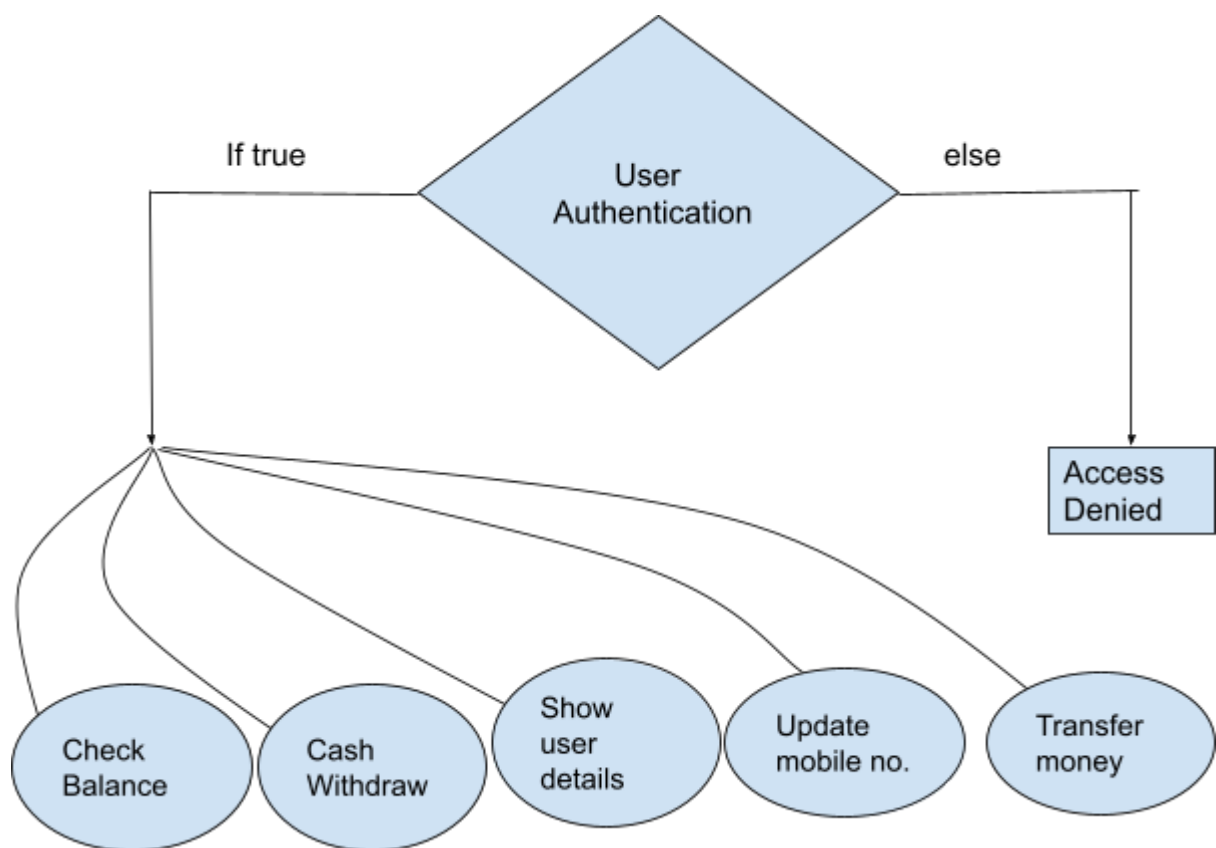 If true
User
Authentication
else
Access
Denied
Check
Balance
Cash
Withdraw
Show
user
details
Update
mobile no.
Transfer
money